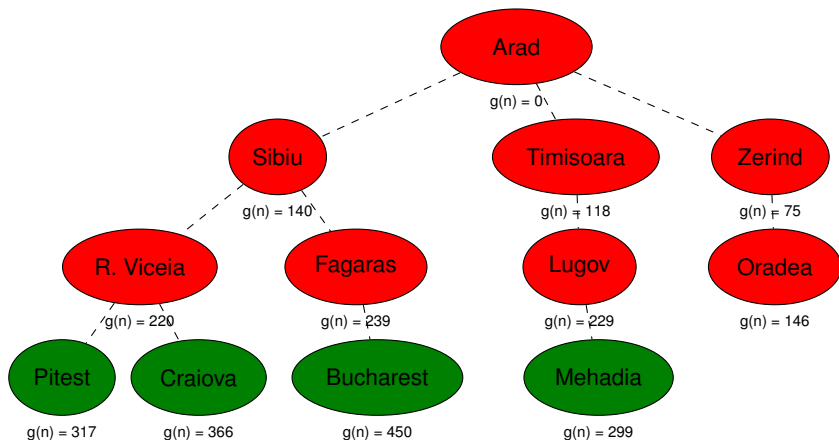 Arad
g(n) = 0
Sibiu
Timisoara
Zerind
g(n) = 140
g(n) = 118
g(n) = 75
R. Viceia
Fagaras
Lugov
Oradea
g(n) = 220
g(n) = 239
g(n) = 229
g(n) = 146
Pitest
Craiova
Bucharest
Mehadia
g(n) = 317
g(n) = 366
g(n) = 450
g(n) = 299